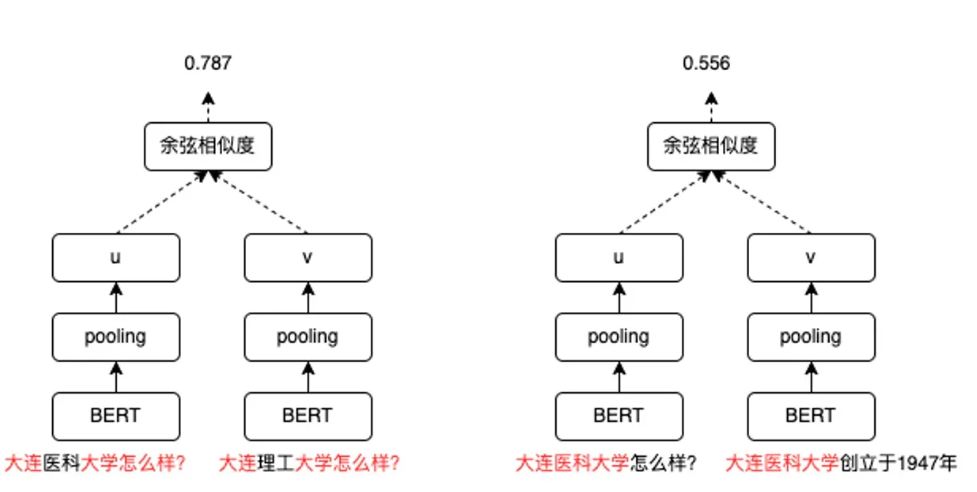 0.787
余弦相似度
u
v
pooling
pooling
BERT
BERT
大连医科大学怎么样?
大连理工大学怎么样?
0.556
余弦相似度
u
v
pooling
pooling
BERT
BERT
大连医科大学怎么样?
大连医科大学创立于1947年